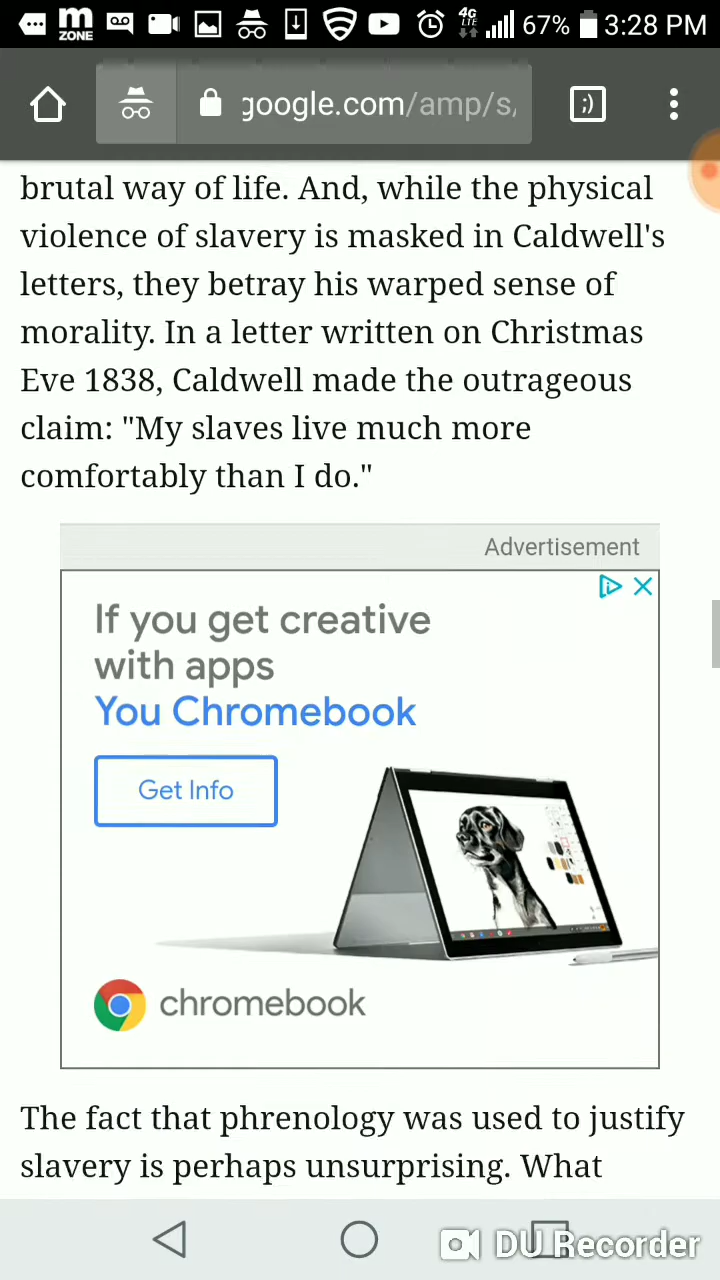 m
ZONE
4G
LTE
67%
3:28 PM
google.com/amp/s,
;)
brutal way of life. And, while the physical
violence of slavery is masked in Caldwell's
letters, they betray his warped sense of
morality. In a letter written on Christmas
Eve 1838, Caldwell made the outrageous
claim: "My slaves live much more
comfortably than I do."
Advertisement
If you get creative
with apps
You Chromebook
Get Info
chromebook
The fact that phrenology was used to justify
slavery is perhaps unsurprising. What
DU Recorder